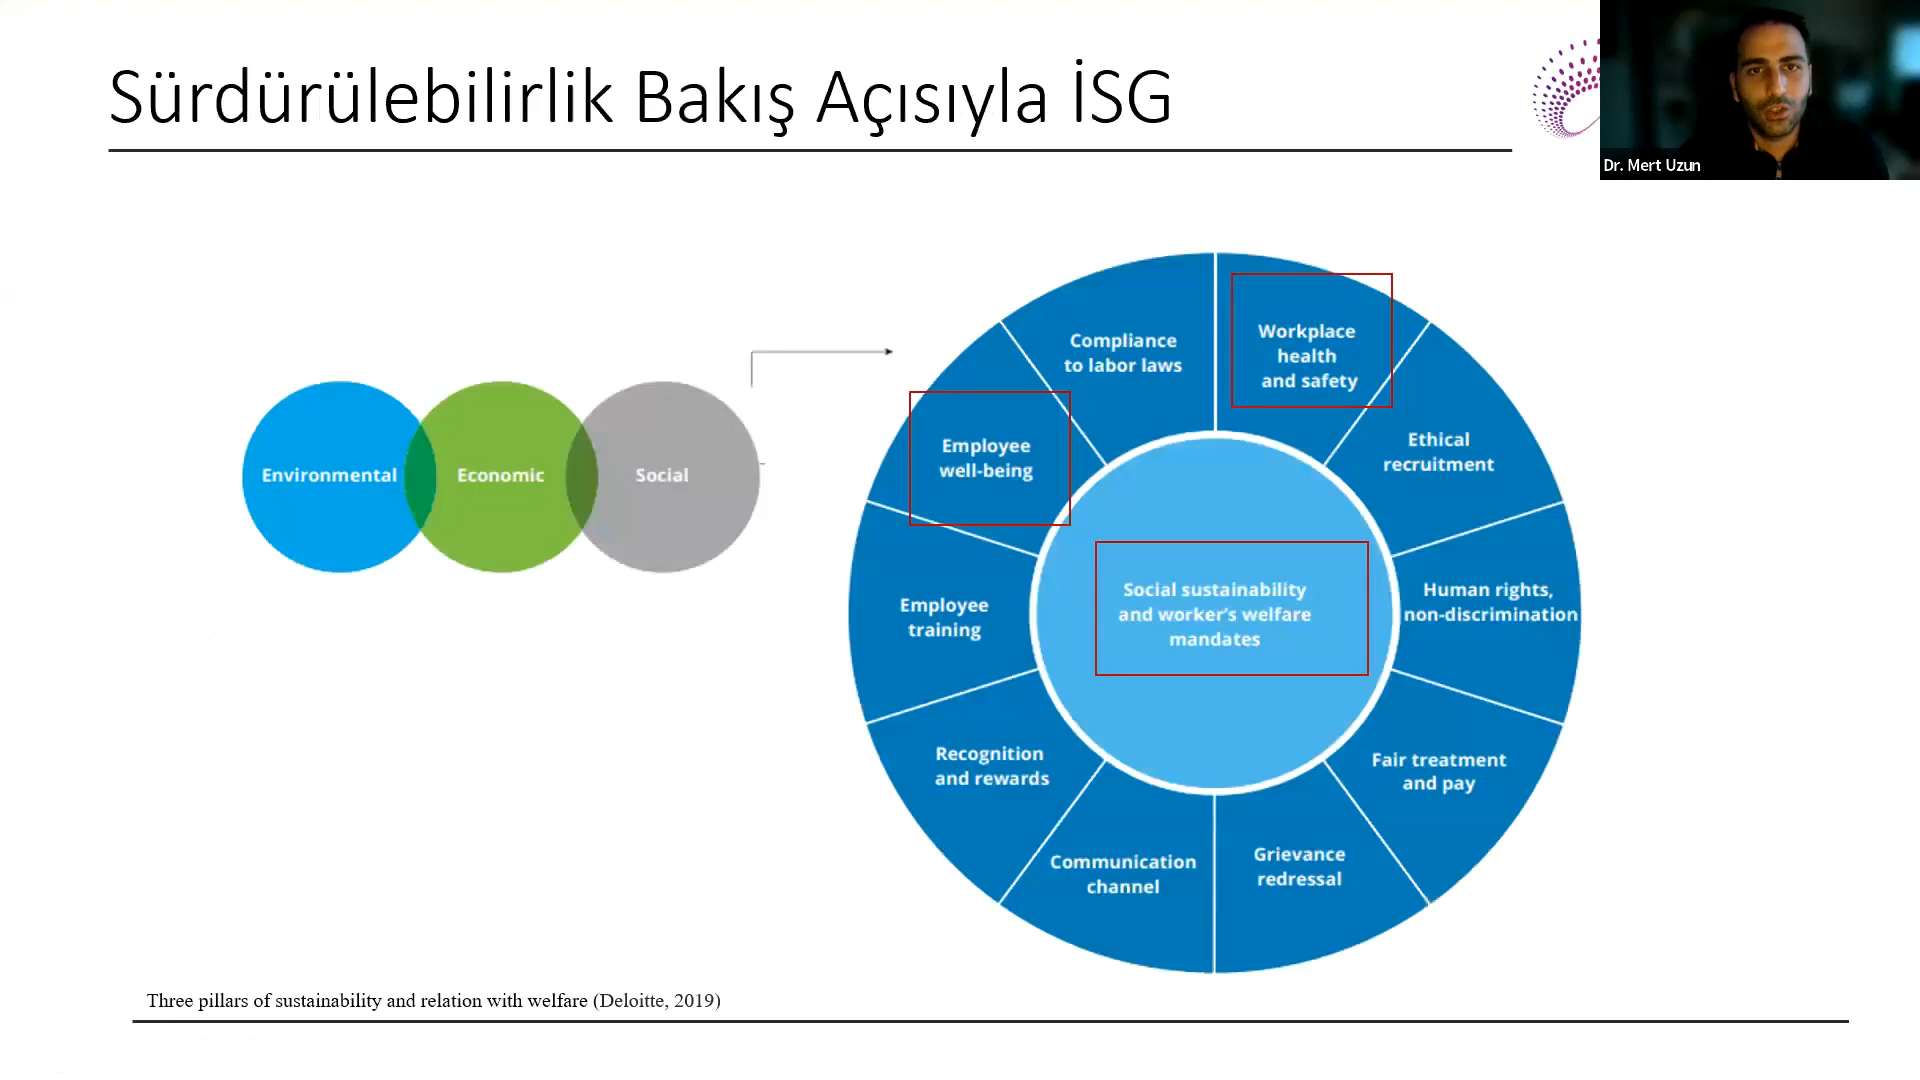 Sürdürülebilirlik Bakış Açısıyla İSG
Dr. Mert Uzun
Environmental
Economic
Social
Compliance
to labor laws
Workplace
health
and safety
Ethical
recruitment
Human rights,
non-discrimination
Fair treatment
and pay
Grievance
redressal
Communication
channel
Recognition
and rewards
Employee
training
Employee
well-being
Social sustainability
and worker’s welfare
mandates
Three pillars of sustainability and relation with welfare (Deloitte, 2019)